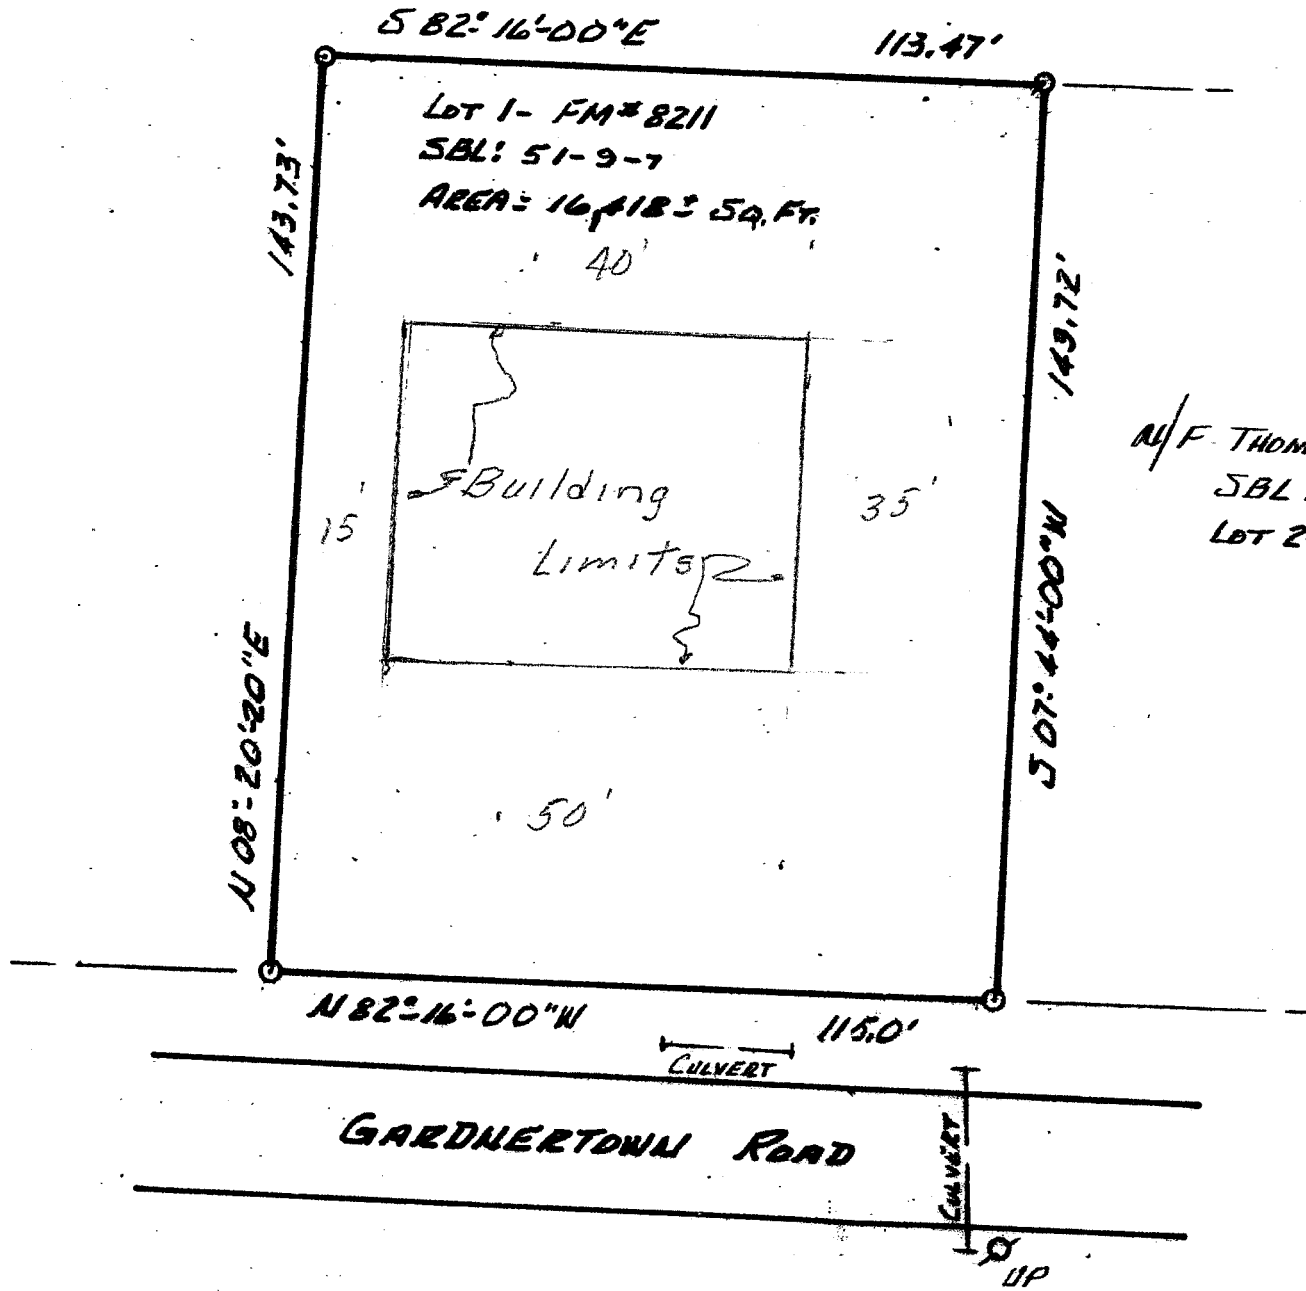 S 82°-16'-00"E
113.47'
LOT 1- FM# 8211
SBL: 51-9-7
AREA= 16,418± SQ. FT.
143.73'
40'
143.72'
N/F THOM
SBL
LOT 2
Building
Limits
15'
35'
S 07°-44'-00"W
N 08°-20'-20"E
50'
N 82°-16'-00"W
115.0'
CULVERT
GARDNERTOWN ROAD
CULVERT
UP